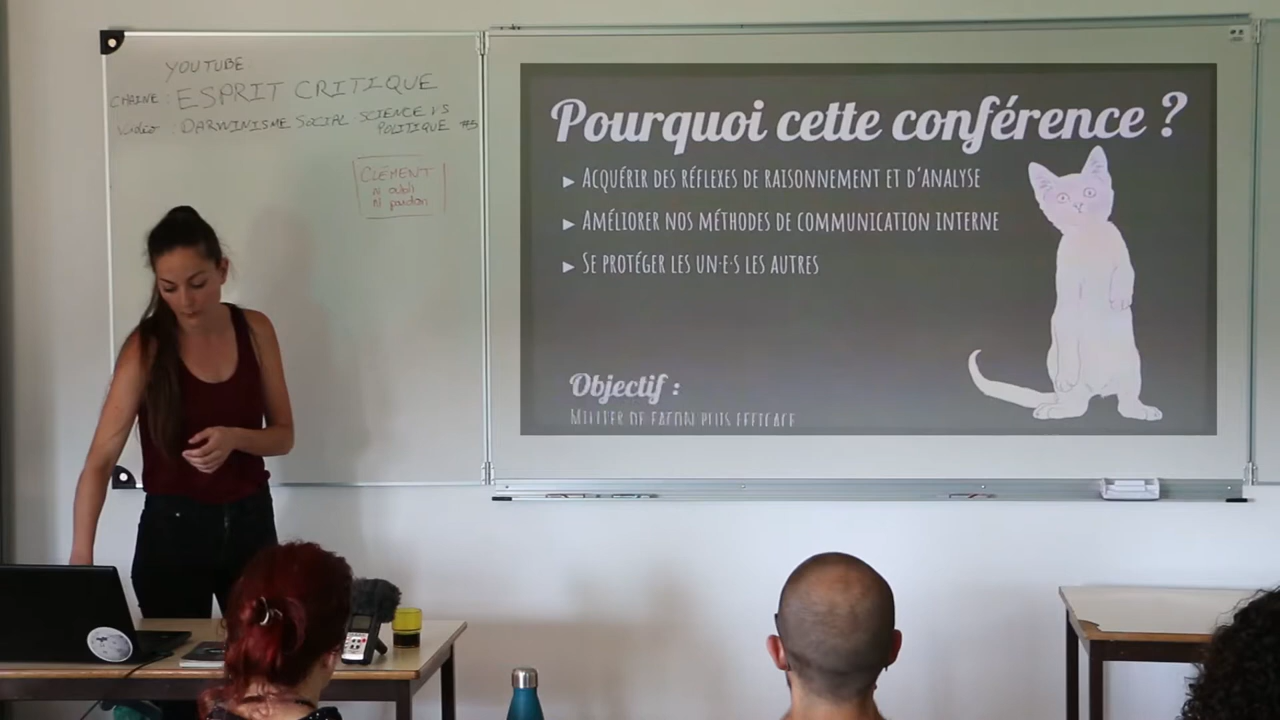 YOUTUBE
CHAINE : ESPRIT CRITIQUE
Vidéo : DARWINISME SOCIAL SCIENCE VS
POLITIQUE #3
CLÉMENT
Ni oubli
Ni pardon
Pourquoi cette conférence ?
► Acquérir des réflexes de raisonnement et d'analyse
► Améliorer nos méthodes de communication interne
► Se protéger les un·e·s les autres
Objectif :
Militer de façon plus efficace